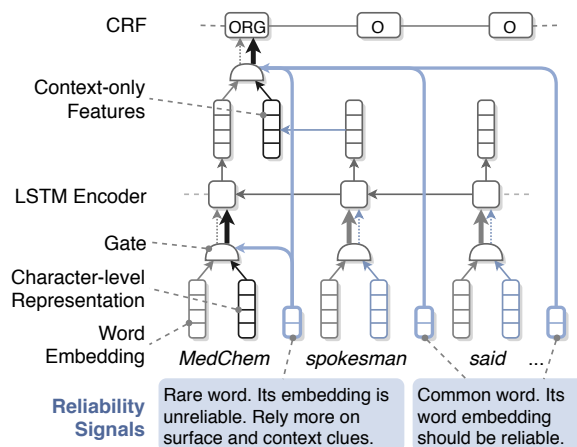 CRF
ORG
O
O
Context-only
Features
LSTM Encoder
Gate
Character-level
Representation
Word
Embedding
MedChem
spokesman
said
...
Reliability
Signals
Rare word. Its embedding is
unreliable. Rely more on
surface and context clues.
Common word. Its
word embedding
should be reliable.